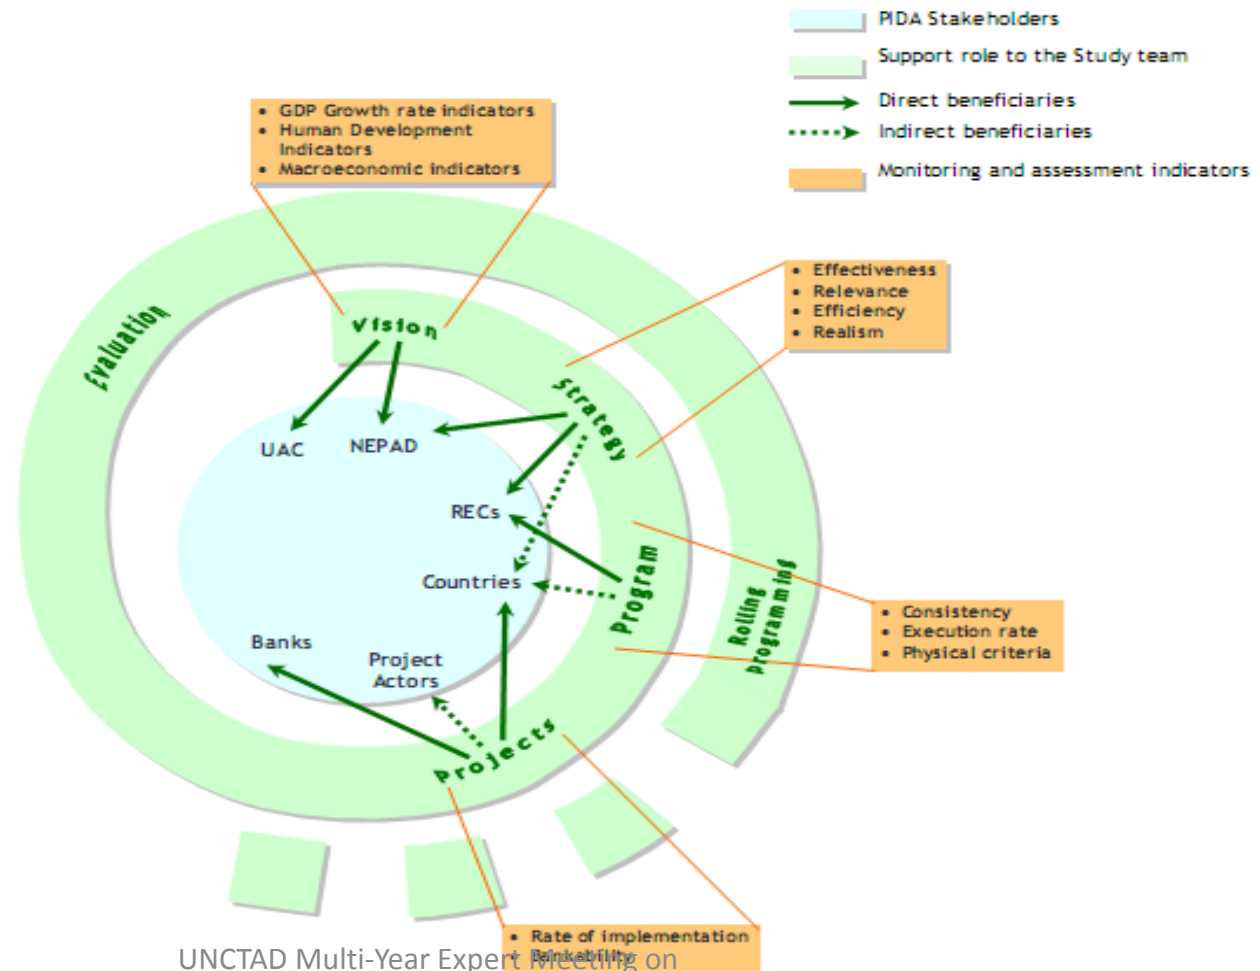 PIDA Stakeholders
Support role to the Study team
Direct beneficiaries
Indirect beneficiaries
Monitoring and assessment indicators
• GDP Growth rate indicators
• Human Development
Indicators
• Macroeconomic indicators
• Effectiveness
• Relevance
• Efficiency
• Realism
Evaluation
Vision
Strategy
UAC
NEPAD
RECs
Countries
Program
Rolling
programming
• Consistency
• Execution rate
• Physical criteria
Banks
Project
Actors
Projects
• Rate of implementation
• Bankability
UNCTAD Multi-Year Expert Meeting on